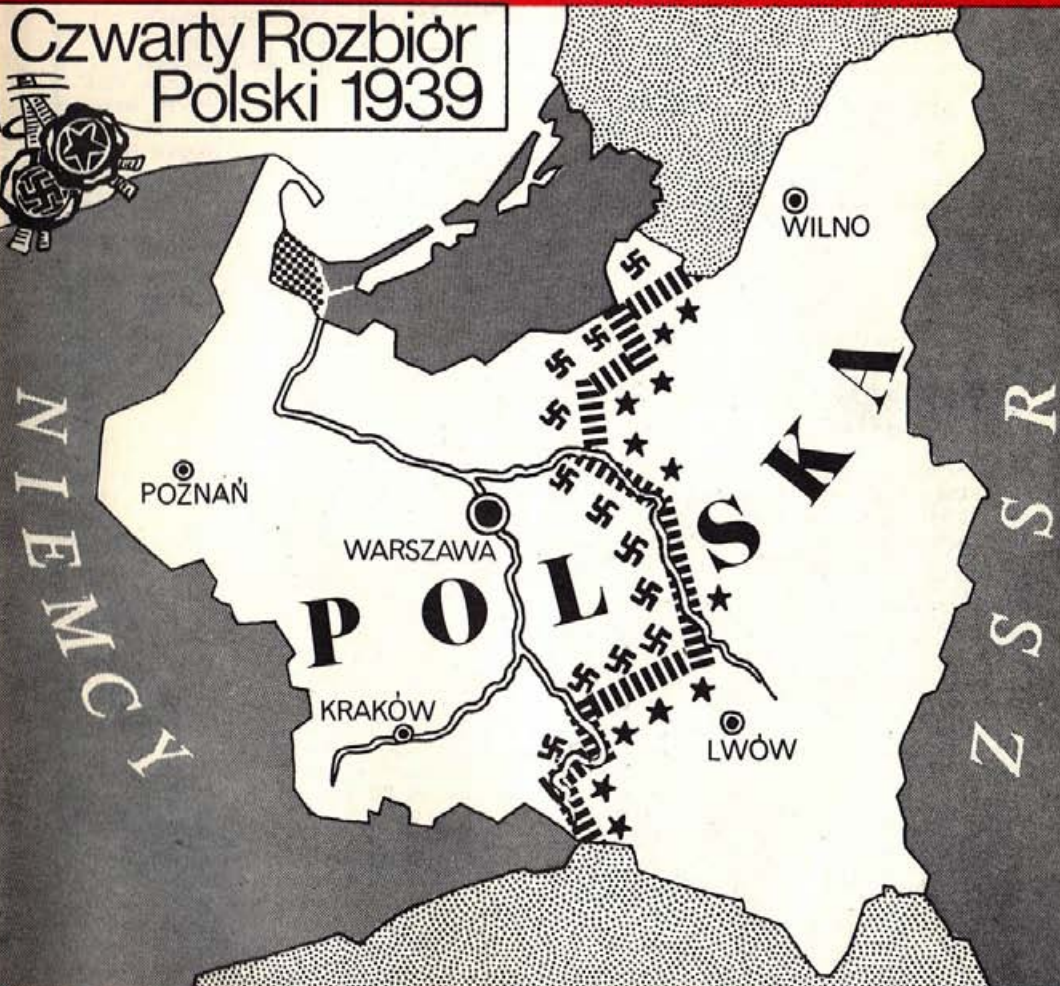 Czwarty Rozbiór
Polski 1939
WILNO
NIEMCY
POZNAŃ
WARSZAWA
POLSKA
ZSSR
KRAKÓW
LWÓW